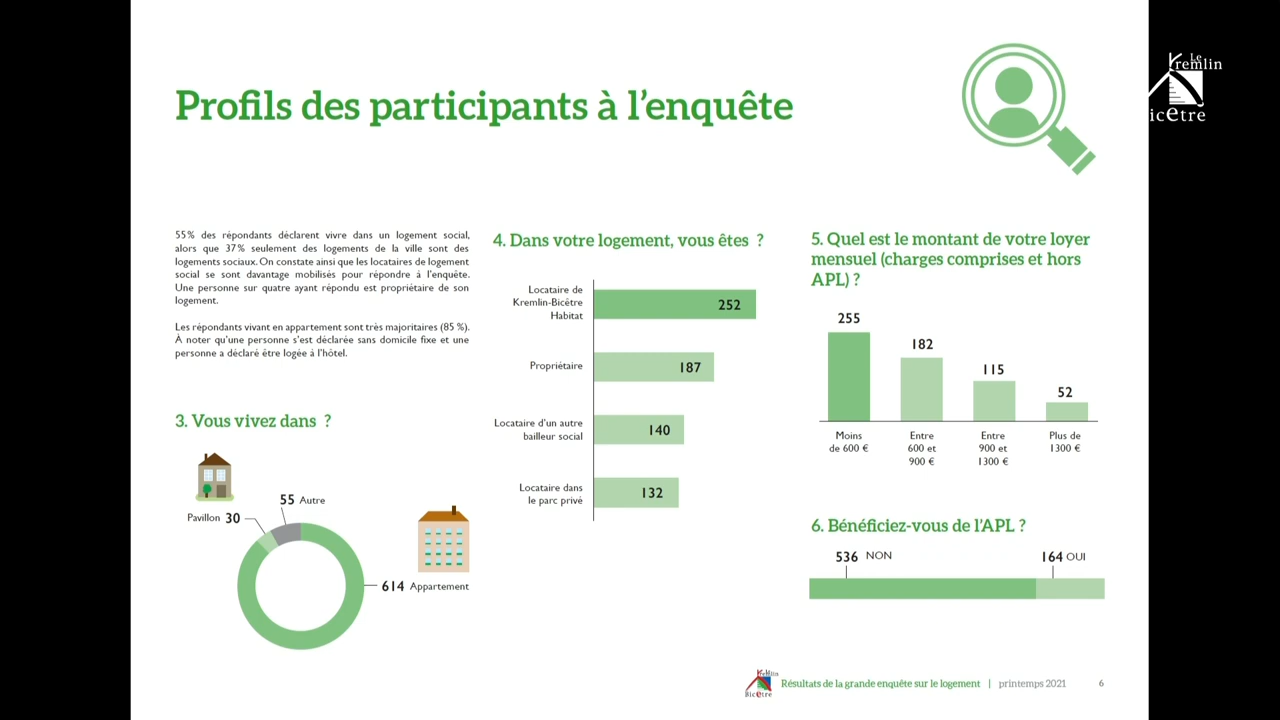 Le
Kremlin
Bicetre
Profils des participants à l'enquête
55% des répondants déclarent vivre dans un logement social,
alors que 37% seulement des logements de la ville sont des
logements sociaux. On constate ainsi que les locataires de logement
social se sont davantage mobilisés pour répondre à l'enquête.
Une personne sur quatre ayant répondu est propriétaire de son
logement.
Les répondants vivant en appartement sont très majoritaires (85 %).
À noter qu'une personne s'est déclarée sans domicile fixe et une
personne a déclaré être logée à l'hôtel.
3. Vous vivez dans ?
55 Autre
Pavillon 30
614 Appartement
4. Dans votre logement, vous êtes ?
Locataire de
Kremlin-Bicêtre
Habitat
252
Propriétaire
187
Locataire d'un autre
bailleur social
140
Locataire dans
le parc privé
132
5. Quel est le montant de votre loyer
mensuel (charges comprises et hors
APL) ?
255
182
115
52
Moins
de 600 €
Entre
600 et
900 €
Entre
900 et
1300 €
Plus de
1300 €
6. Bénéficiez-vous de l'APL ?
536 NON
164 OUI
Le
Kremlin
Bicetre
Résultats de la grande enquête sur le logement | printemps 2021 6